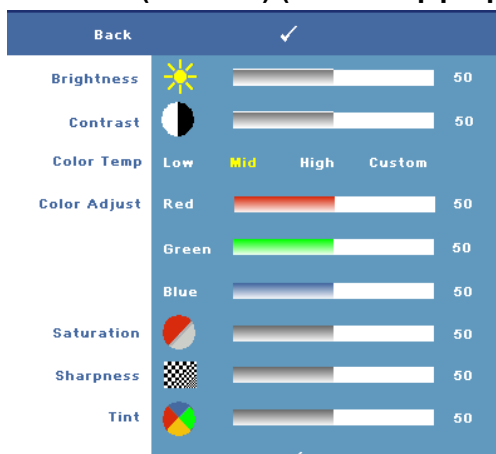 Back
Brightness 50
Contrast 50
Color Temp Low Mid High Custom
Color Adjust Red 50
Green 50
Blue 50
Saturation 50
Sharpness 50
Tint 50